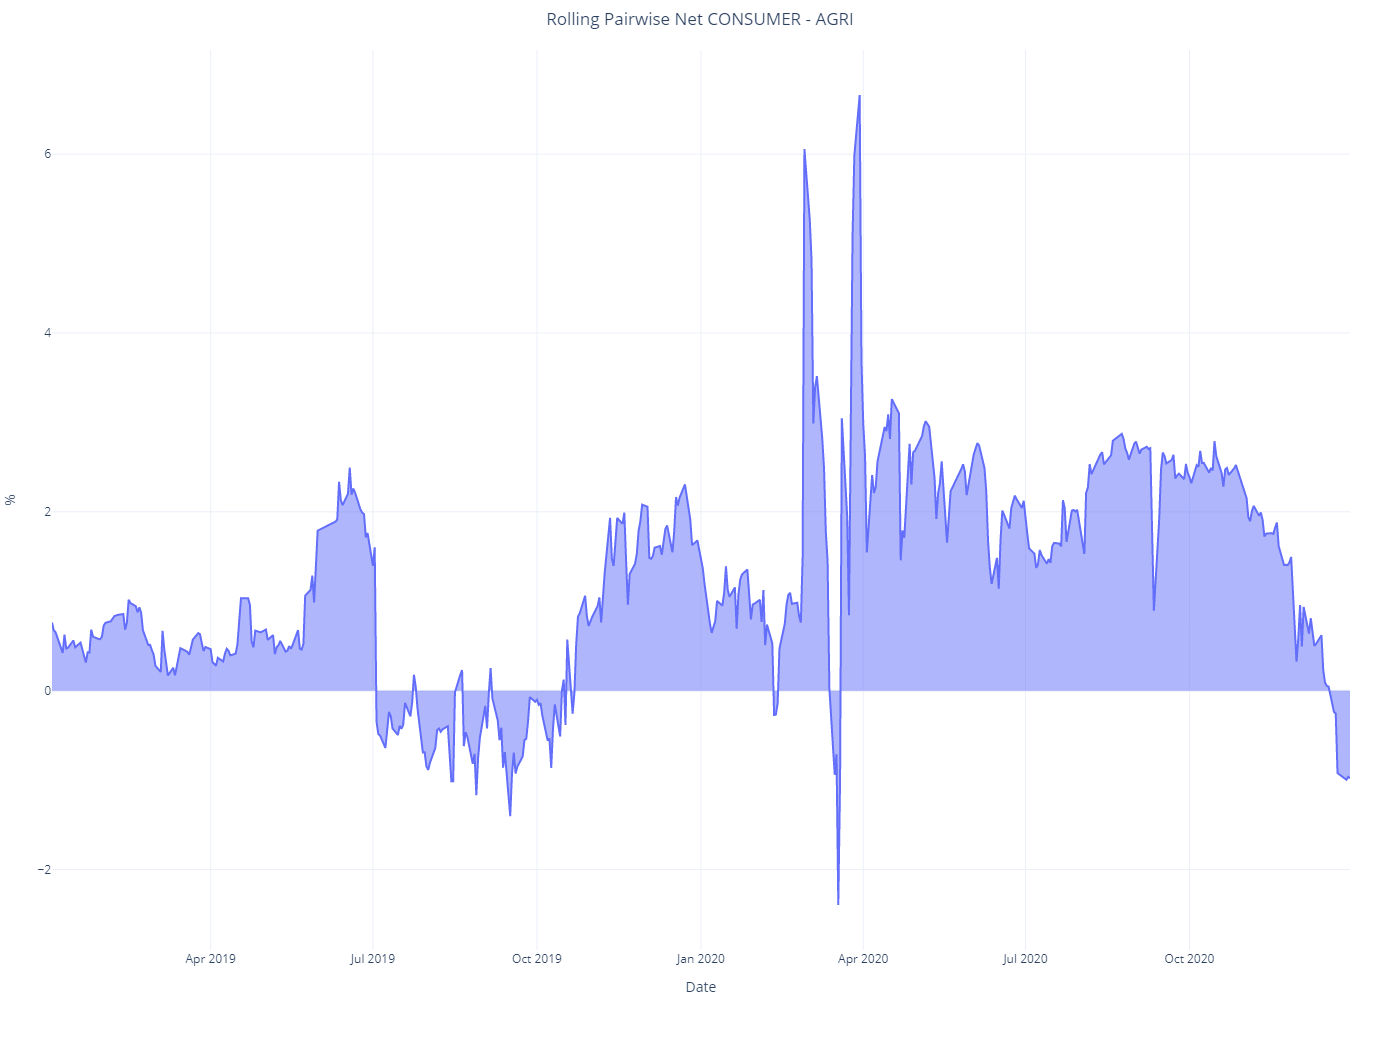 Rolling Pairwise Net CONSUMER - AGRI
6
4
2
0
−2
%
Apr 2019
Jul 2019
Oct 2019
Jan 2020
Apr 2020
Jul 2020
Oct 2020
Date